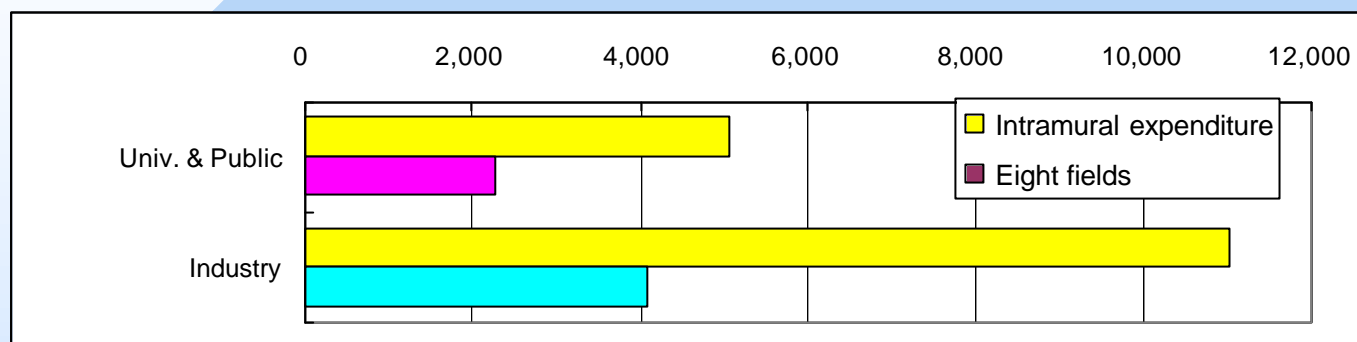 0 2,000 4,000 6,000 8,000 10,000 12,000
Intramural expenditure
Univ. & Public
Eight fields
Industry